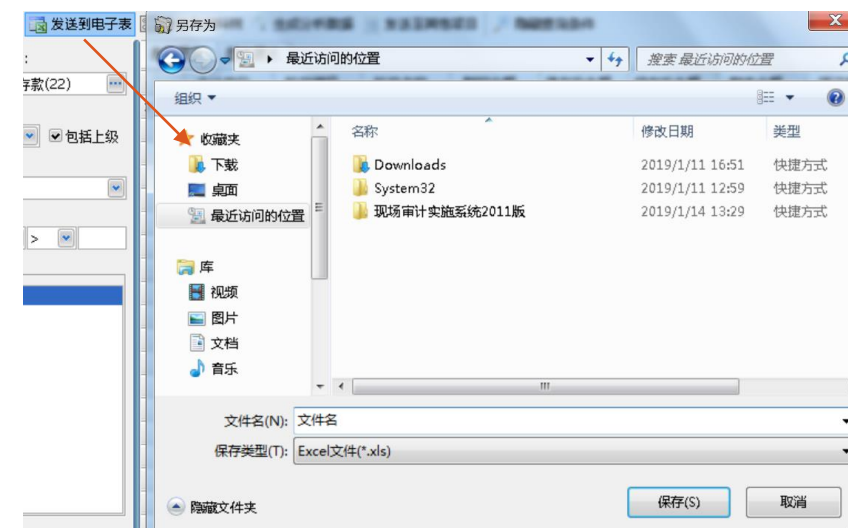 发送到电子表
另存为
最近访问的位置
搜索 最近访问的位置
:
存款(22)
组织
包括上级
>
收藏夹
下载
桌面
最近访问的位置
库
视频
图片
文档
音乐
名称 修改日期 类型
Downloads 2019/1/11 16:51 快捷方式
System32 2019/1/11 12:59 快捷方式
现场审计实施系统2011版 2019/1/14 13:29 快捷方式
文件名(N): 文件名
保存类型(T): Excel文件(*.xls)
隐藏文件夹 保存(S) 取消